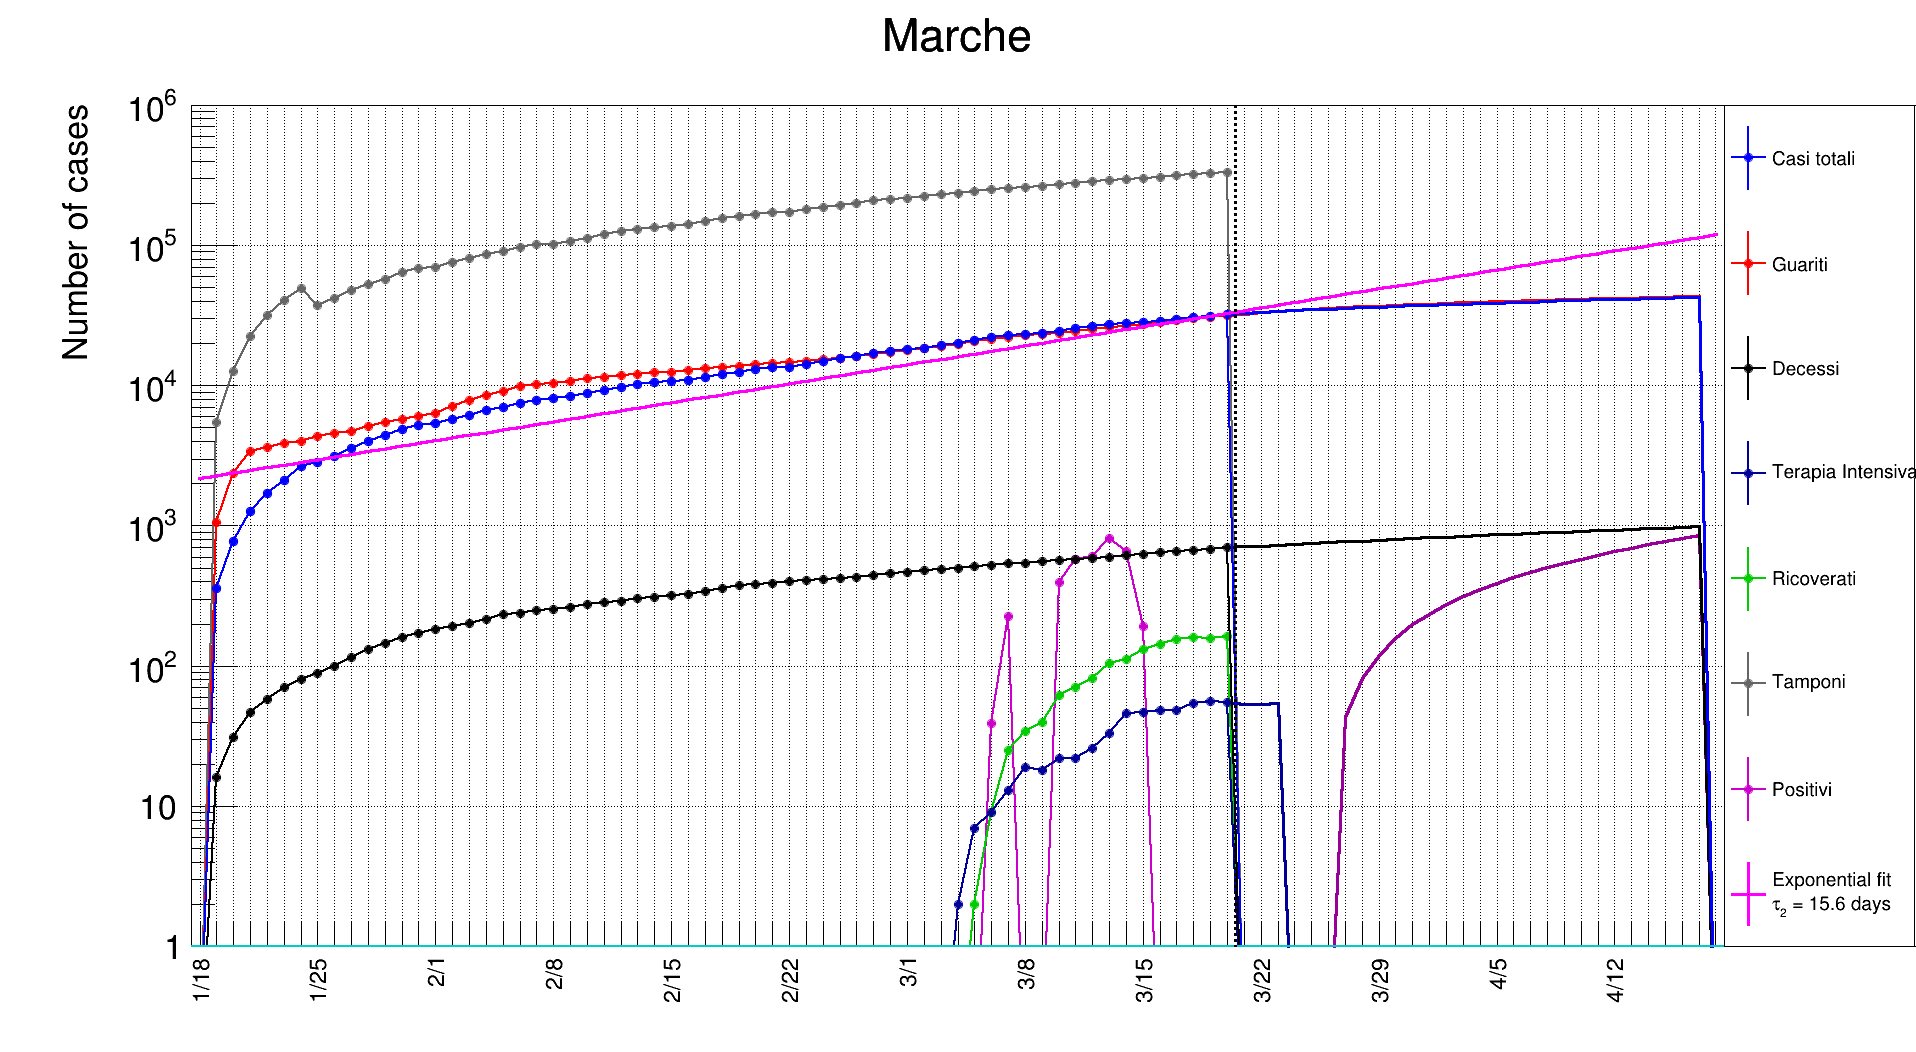 Marche
Number of cases
10^6
10^5
10^4
10^3
10^2
10
1
1/18
1/25
2/1
2/8
2/15
2/22
3/1
3/8
3/15
3/22
3/29
4/5
4/12
Casi totali
Guariti
Decessi
Terapia Intensiva
Ricoverati
Tamponi
Positivi
Exponential fit
τ₂ = 15.6 days